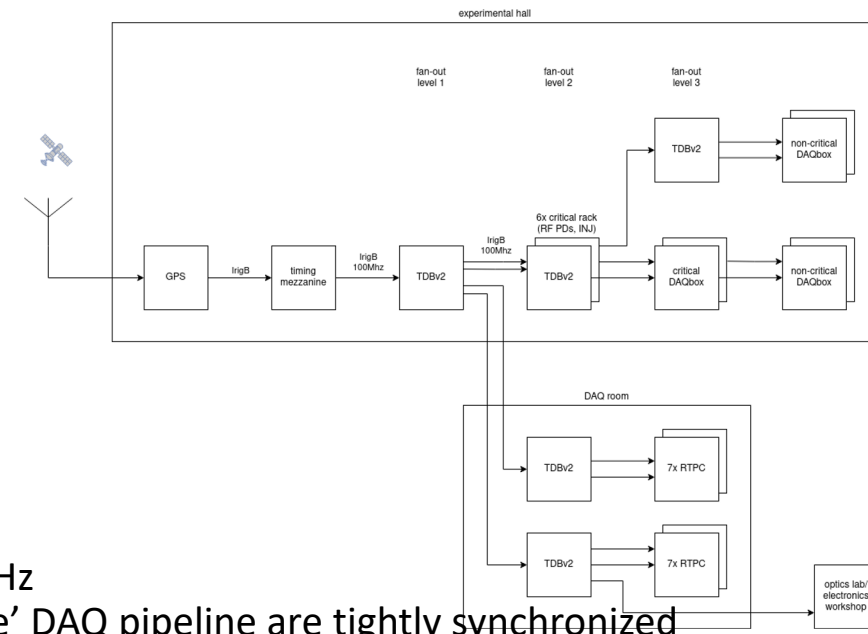 experimental hall
fan-out
level 1
fan-out
level 2
fan-out
level 3
TDBv2
non-critical
DAQbox
6x critical rack
(RF PDs, INJ)
GPS
IrigB
timing
mezzanine
IrigB
100Mhz
TDBv2
IrigB
100Mhz
TDBv2
critical
DAQbox
non-critical
DAQbox
DAQ room
TDBv2
7x RTPC
TDBv2
7x RTPC
optics lab/
electronics
workshop
Hz
e’ DAQ pipeline are tightly synchronized